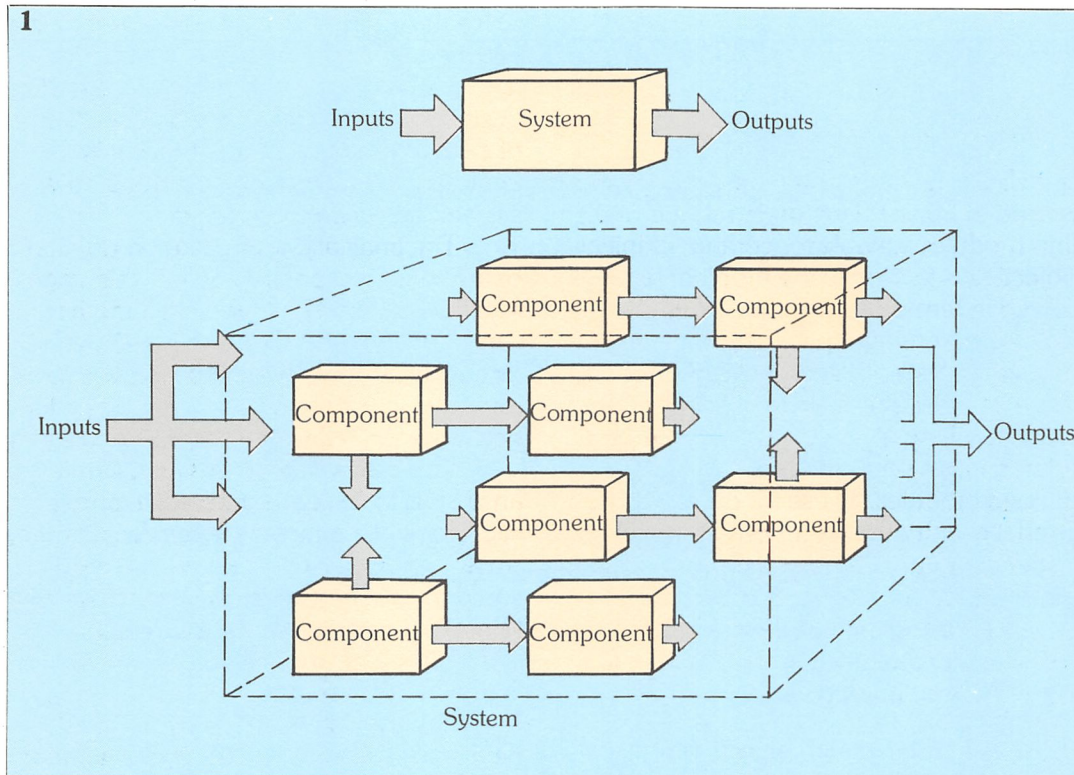 1
Inputs
System
Outputs
Component
Component
Component
Component
Inputs
Outputs
Component
Component
Component
Component
System